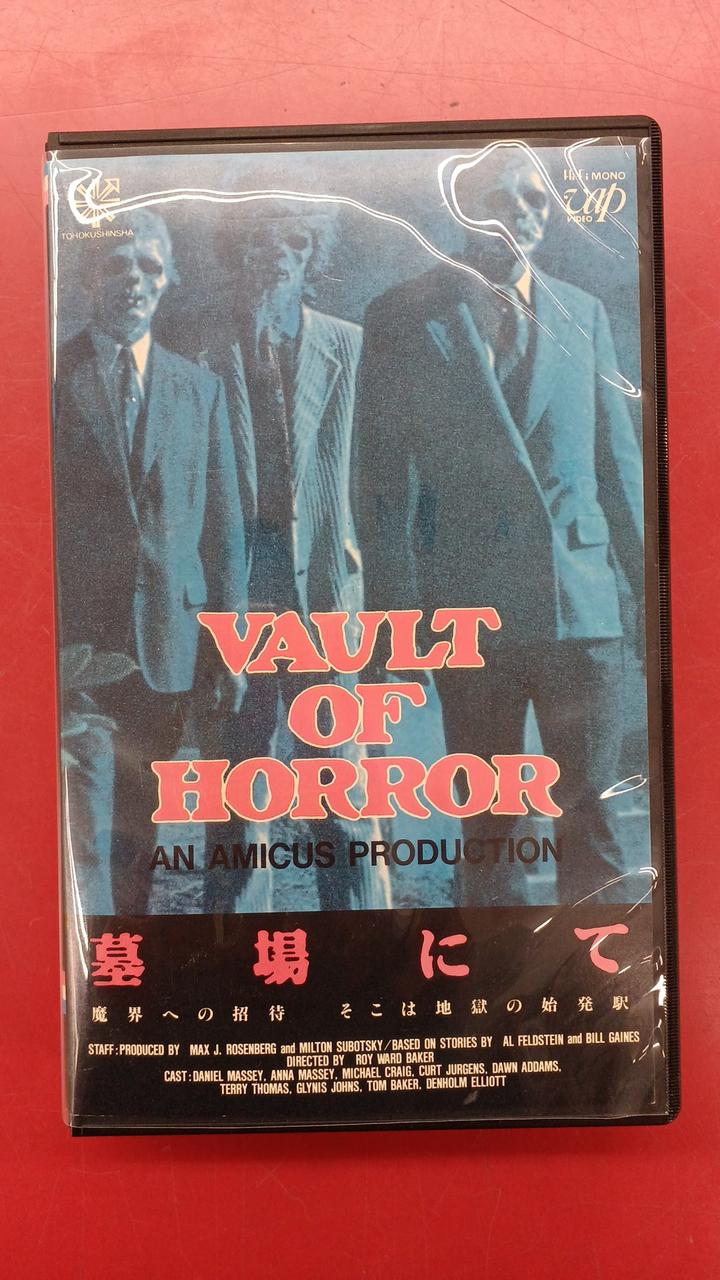 TOHOKUSHINSHA
Hi-Fi MONO
vap
VIDEO
VAULT
OF
HORROR
AN AMICUS PRODUCTION
墓場にて
魔界への招待 そこは地獄の始発駅
STAFF:PRODUCED BY MAX J. ROSENBERG and MILTON SUBOTSKY/BASED ON STORIES BY AL FELDSTEIN and BILL GAINES
DIRECTED BY ROY WARD BAKER
CAST:DANIEL MASSEY, ANNA MASSEY, MICHAEL CRAIG, CURT JURGENS, DAWN ADDAMS,
TERRY THOMAS, GLYNIS JOHNS, TOM BAKER, DENHOLM ELLIOTT